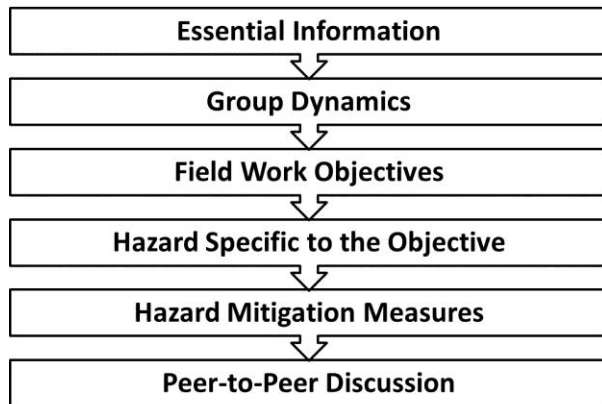 Essential Information
Group Dynamics
Field Work Objectives
Hazard Specific to the Objective
Hazard Mitigation Measures
Peer-to-Peer Discussion